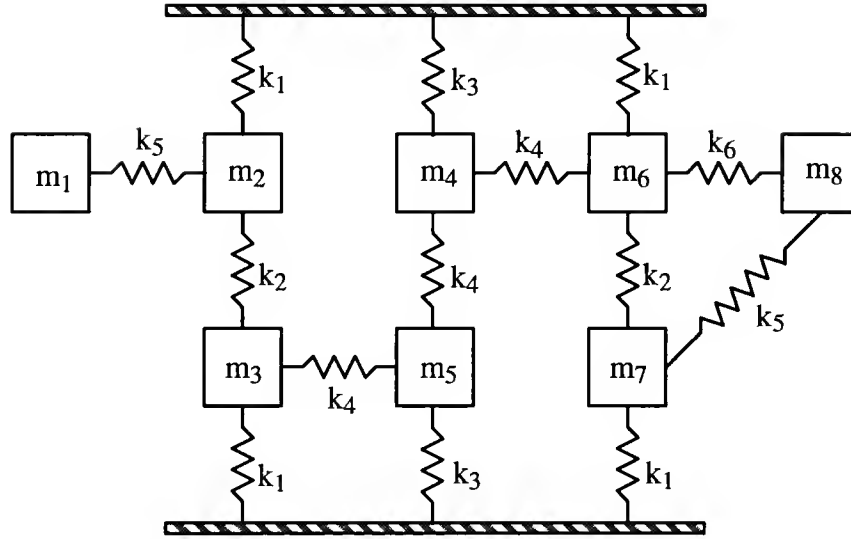 k₁ k₃ k₁
k₅ k₄ k₆
m₁ m₂ m₄ m₆ m₈
k₂ k₄ k₂
k₅
m₃ m₅ m₇
k₄
k₁ k₃ k₁